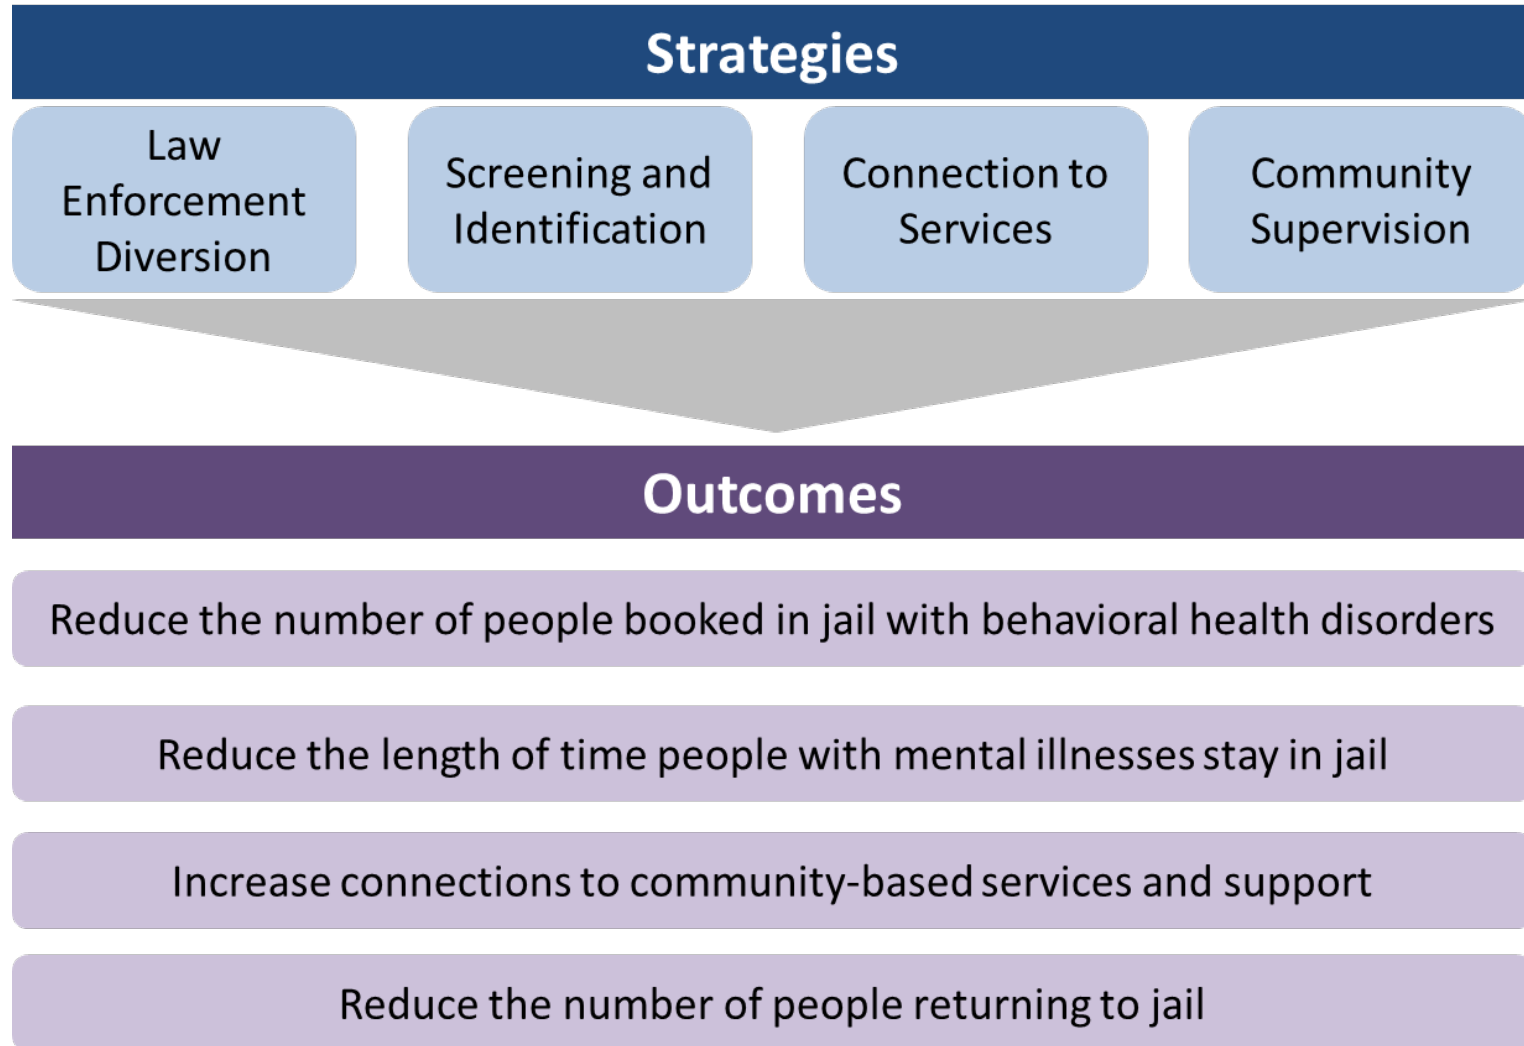 Strategies
Law
Enforcement
Diversion
Screening and
Identification
Connection to
Services
Community
Supervision
Outcomes
Reduce the number of people booked in jail with behavioral health disorders
Reduce the length of time people with mental illnesses stay in jail
Increase connections to community-based services and support
Reduce the number of people returning to jail